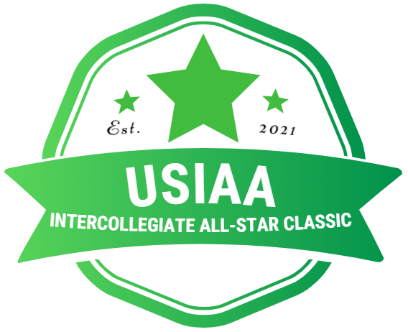 Est. 2021
USIAA
INTERCOLLEGIATE ALL-STAR CLASSIC